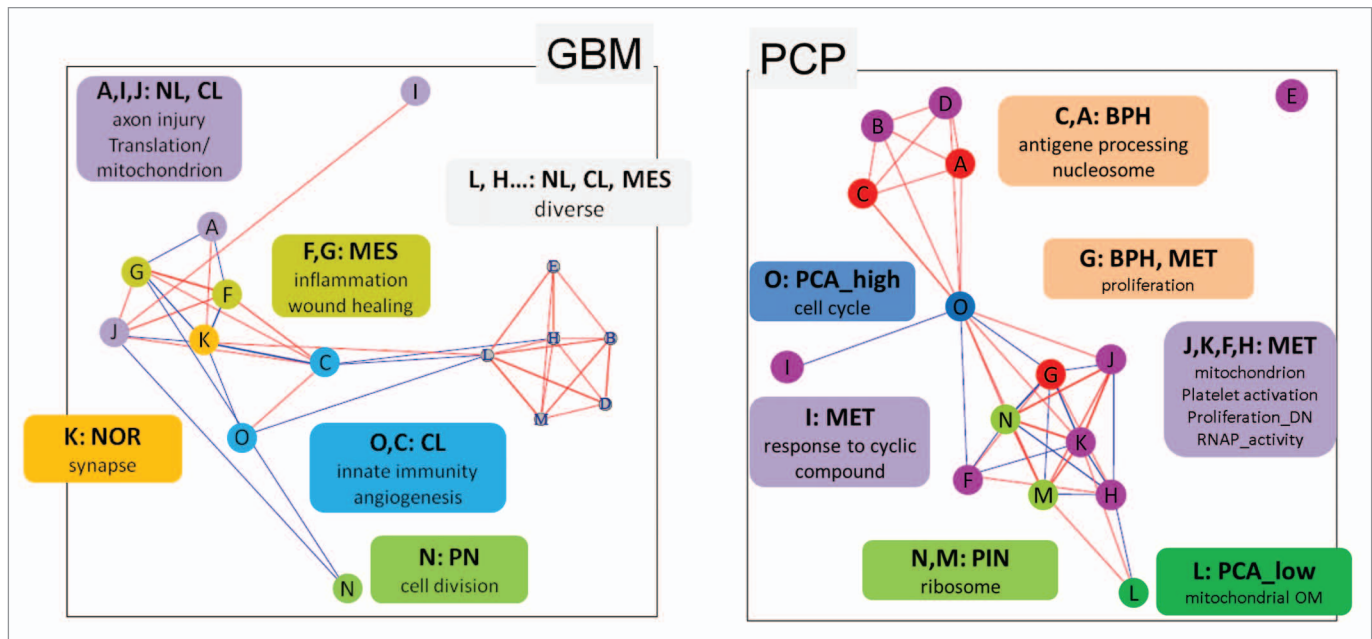 GBM
A,I,J: NL, CL
axon injury
Translation/
mitochondrion
I
L, H...: NL, CL, MES
diverse
A
G
F
J
K
C
O
N
F,G: MES
inflammation
wound healing
E
H
B
L
D
M
K: NOR
synapse
O,C: CL
innate immunity
angiogenesis
N: PN
cell division
PCP
D
B
A
C
E
C,A: BPH
antigene processing
nucleosome
O: PCA_high
cell cycle
O
G: BPH, MET
proliferation
I
I: MET
response to cyclic
compound
G
J
N
K
F
M
H
L
J,K,F,H: MET
mitochondrion
Platelet activation
Proliferation_DN
RNAP_activity
N,M: PIN
ribosome
L: PCA_low
mitochondrial OM